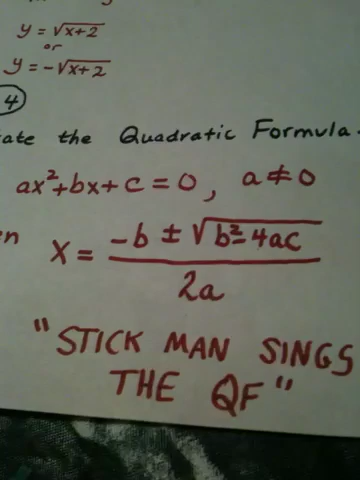 y = √x+2
or
y = -√x+2
4
the Quadratic Formula.
ax²+bx+c=0, a≠0
x = -b ± √b²-4ac
2a
"STICK MAN SINGS
THE QF"